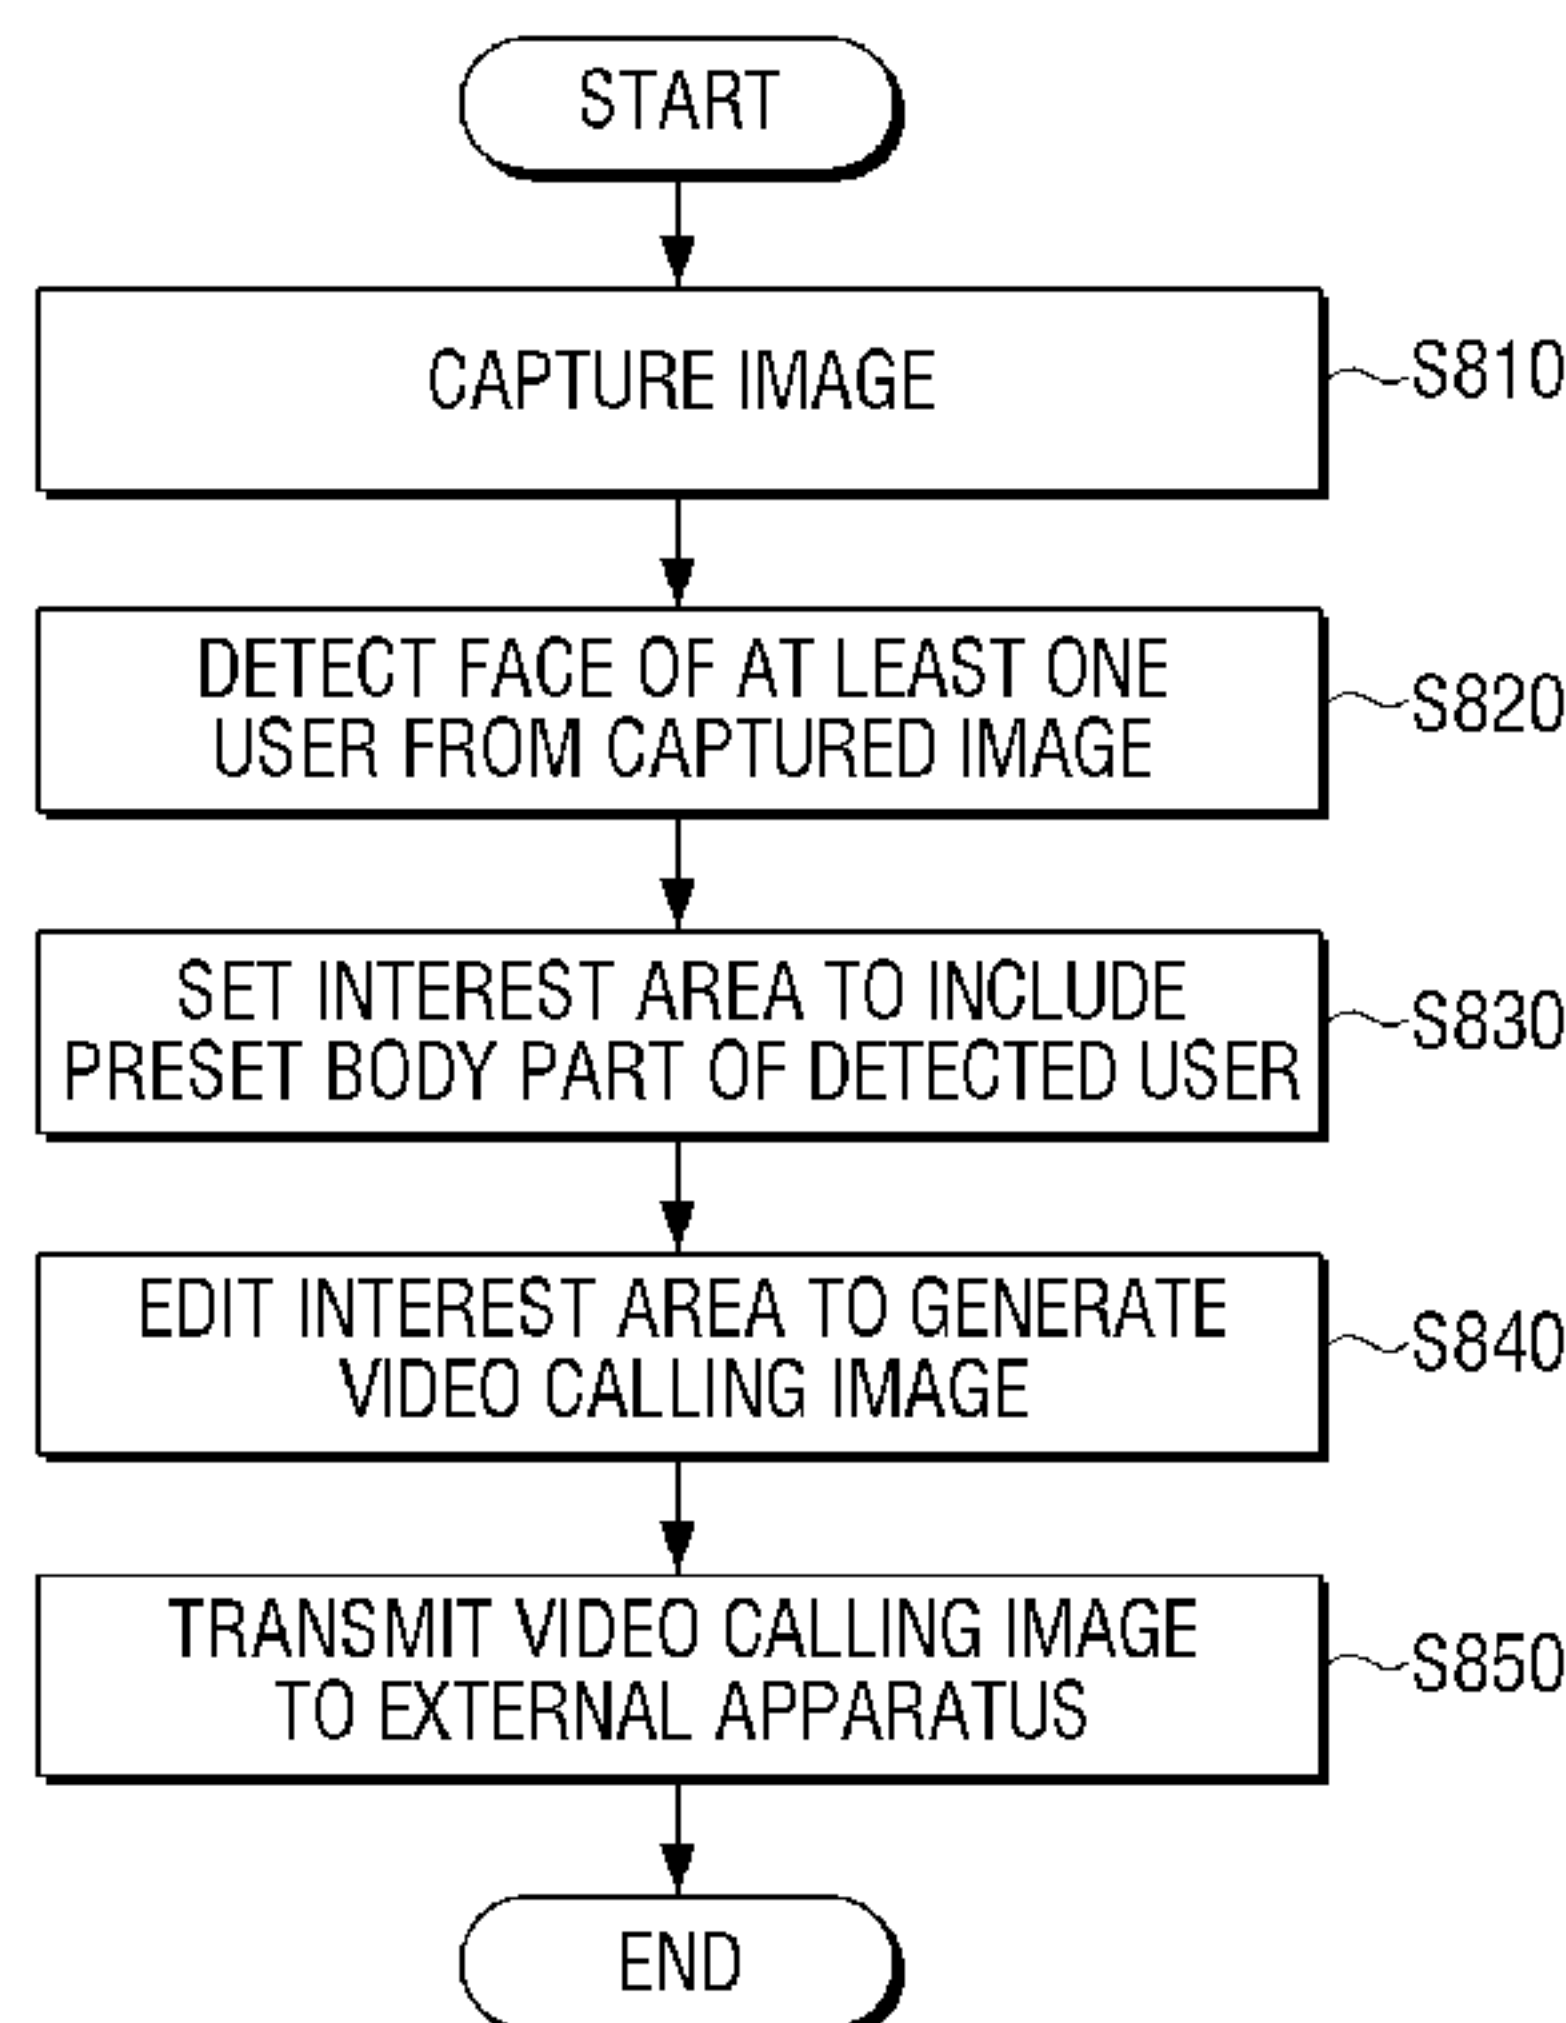 START
CAPTURE IMAGE
S810
DETECT FACE OF AT LEAST ONE
USER FROM CAPTURED IMAGE
S820
SET INTEREST AREA TO INCLUDE
PRESET BODY PART OF DETECTED USER
S830
EDIT INTEREST AREA TO GENERATE
VIDEO CALLING IMAGE
S840
TRANSMIT VIDEO CALLING IMAGE
TO EXTERNAL APPARATUS
S850
END